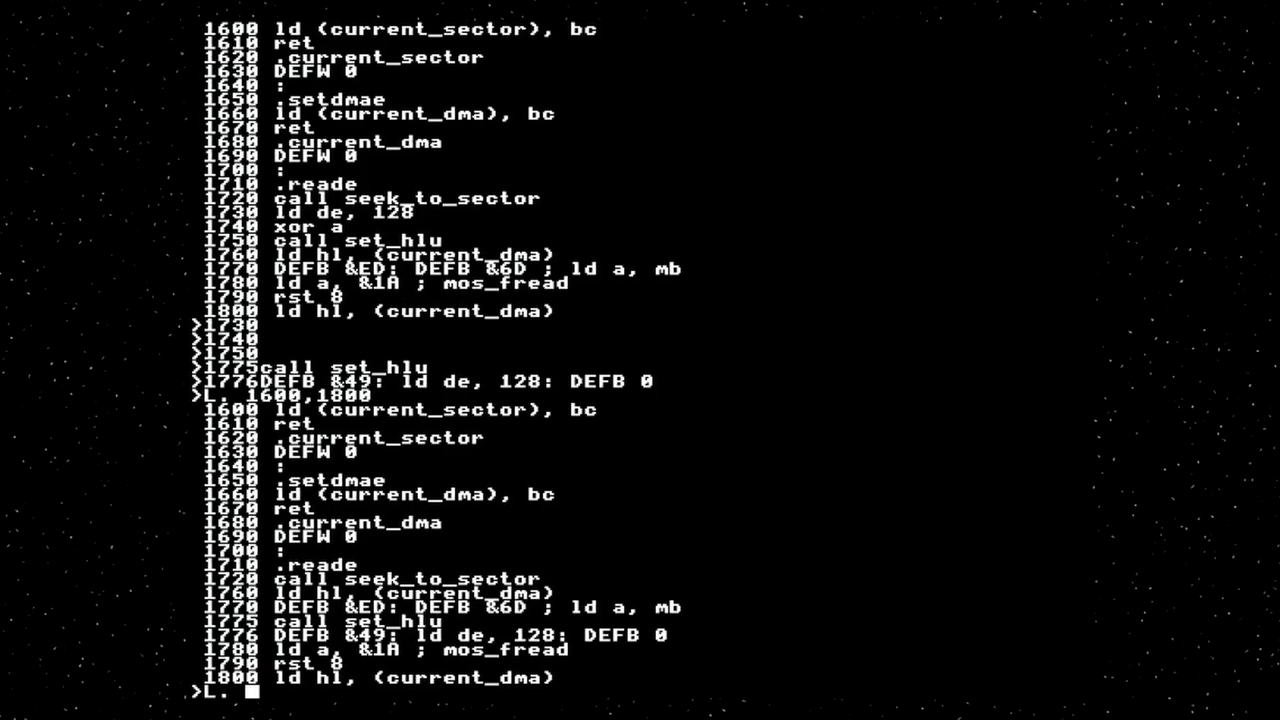 1600 ld (current_sector), bc
1610 ret
1620 .current_sector
1630 DEFW 0
1640 :
1650 .setdmae
1660 ld (current_dma), bc
1670 ret
1680 .current_dma
1690 DEFW 0
1700 :
1710 .reade
1720 call seek_to_sector
1730 ld de, 128
1740 xor a
1750 call set_hlu
1760 ld hl, (current_dma)
1770 DEFB &ED: DEFB &6D ; ld a, mb
1780 ld a, &1A ; mos_fread
1790 rst 8
1800 ld hl, (current_dma)
>1730
>1740
>1750
>1775call set_hlu
>1776DEFB &49: ld de, 128: DEFB 0
>L. 1600,1800
1600 ld (current_sector), bc
1610 ret
1620 .current_sector
1630 DEFW 0
1640 :
1650 .setdmae
1660 ld (current_dma), bc
1670 ret
1680 .current_dma
1690 DEFW 0
1700 :
1710 .reade
1720 call seek_to_sector
1760 ld hl, (current_dma)
1770 DEFB &ED: DEFB &6D ; ld a, mb
1775 call set_hlu
1776 DEFB &49: ld de, 128: DEFB 0
1780 ld a, &1A ; mos_fread
1790 rst 8
1800 ld hl, (current_dma)
>L.